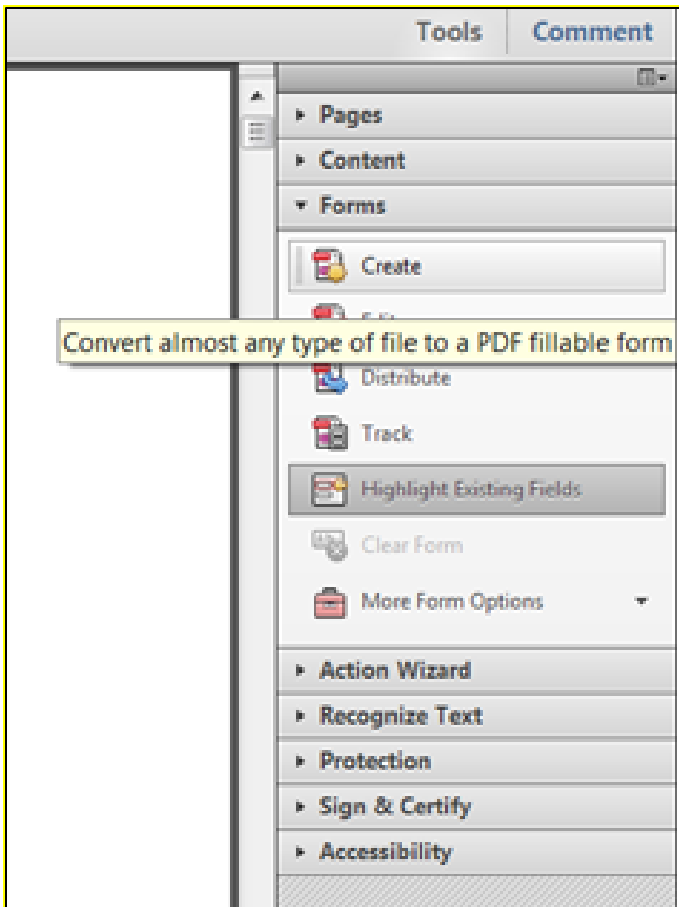 Tools Comment
Pages
Content
Forms
Create
Convert almost any type of file to a PDF fillable form
Distribute
Track
Highlight Existing Fields
Clear Form
More Form Options
Action Wizard
Recognize Text
Protection
Sign & Certify
Accessibility